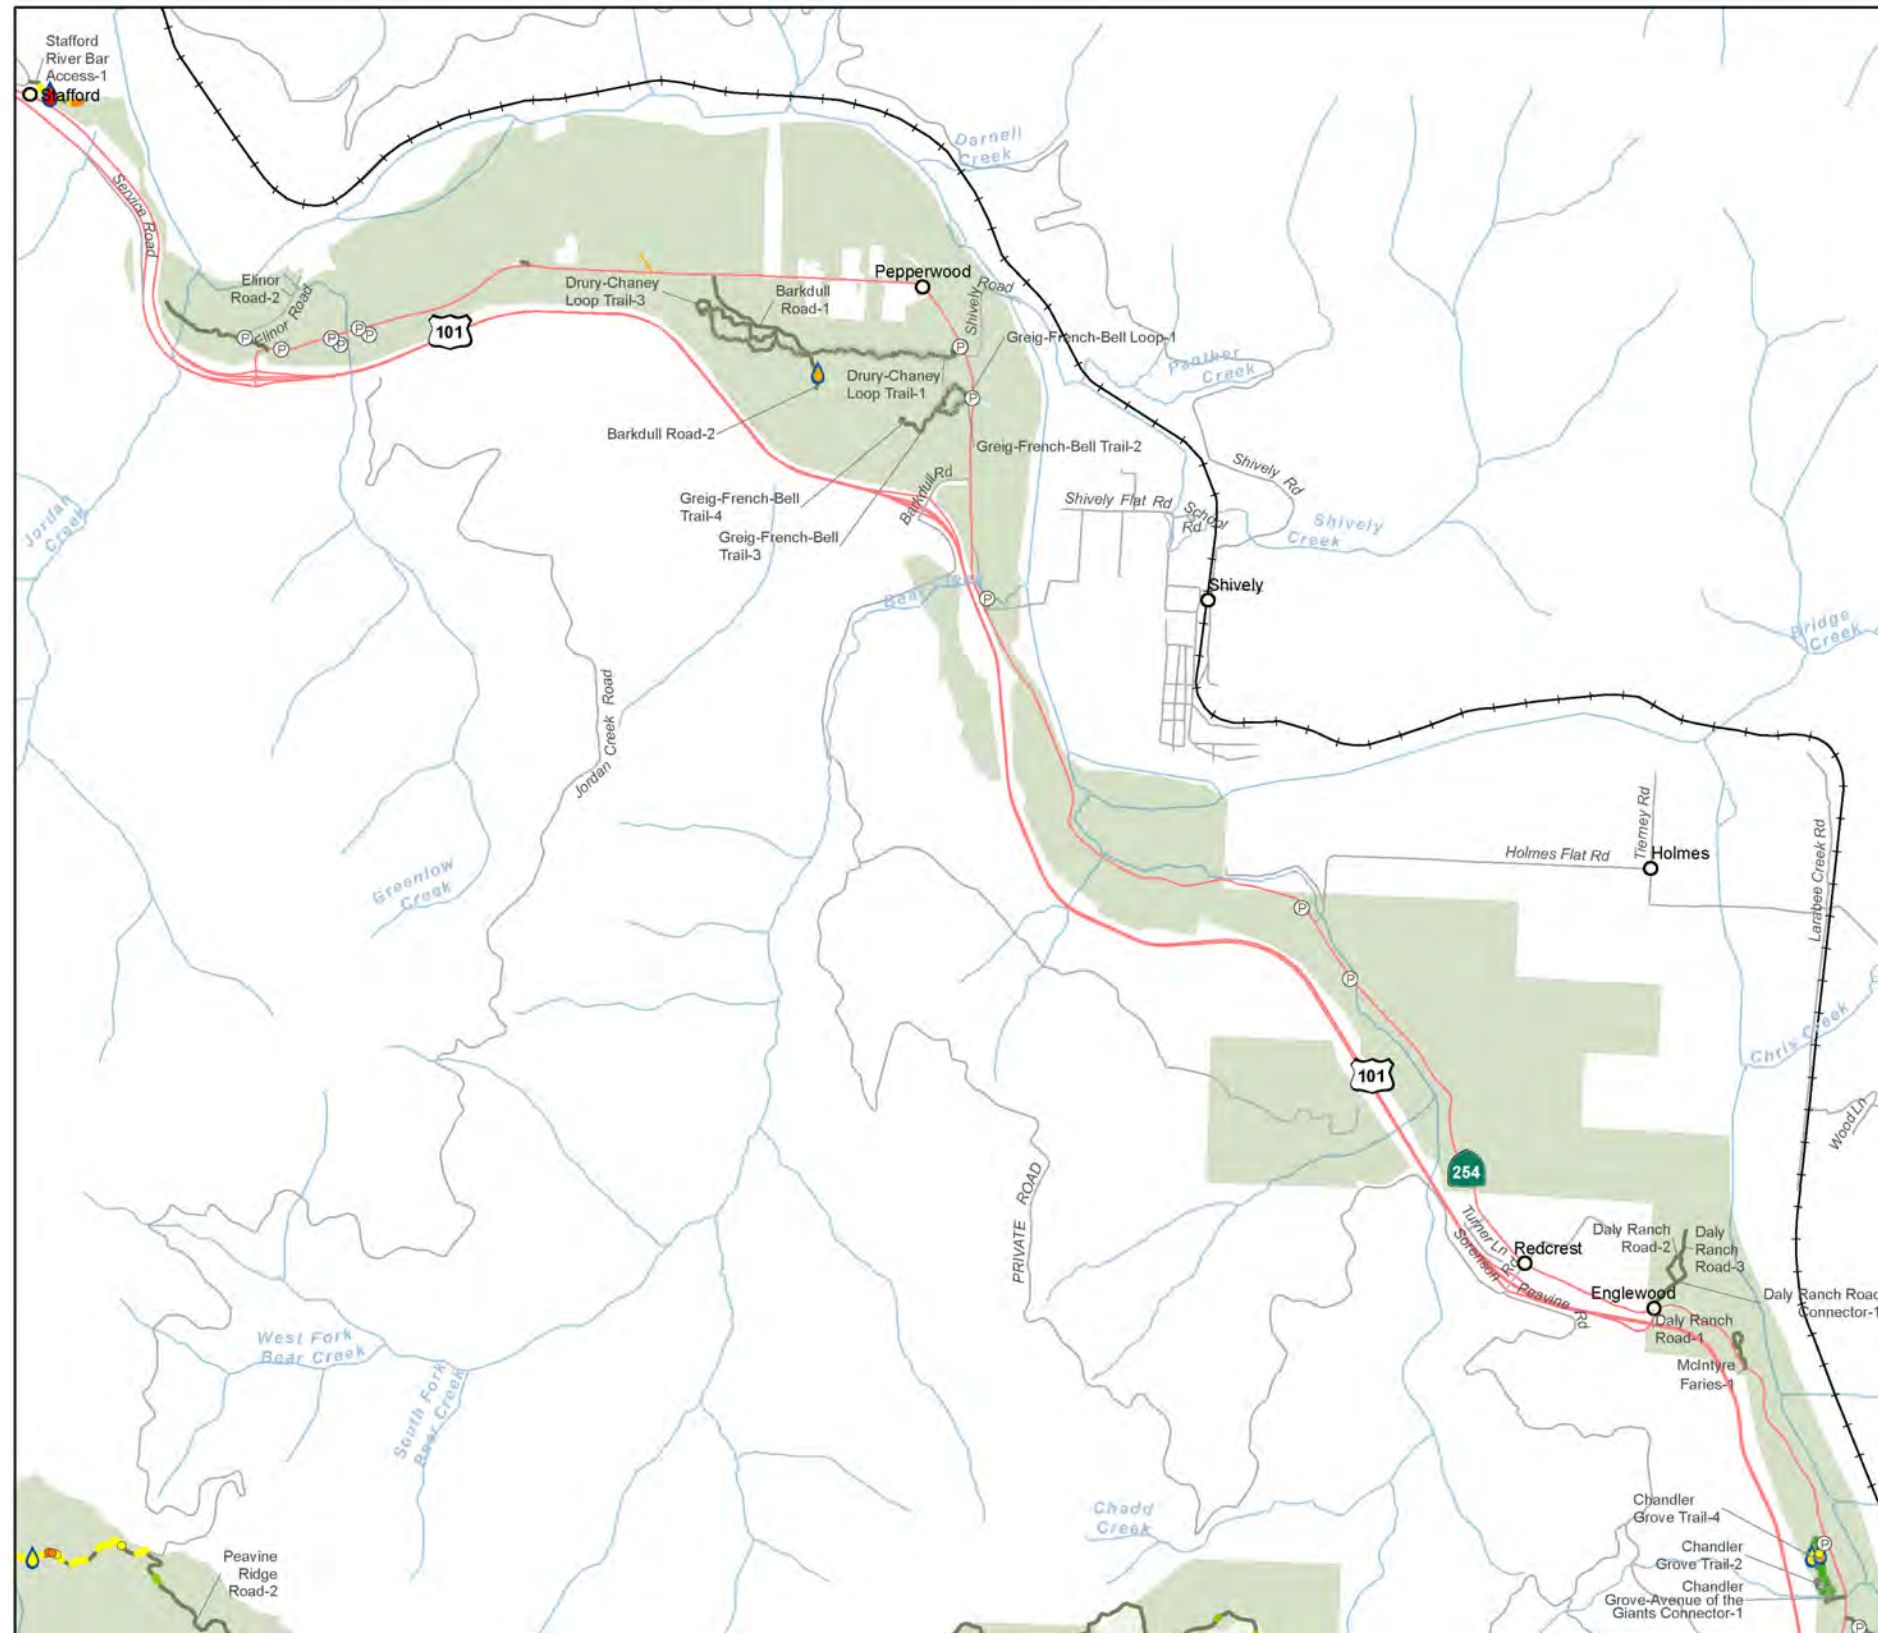 Stafford
River Bar
Access-1
Stafford
Service Road
Darnell
Creek
Elinor
Road-2
Elinor Road
Drury-Chaney
Loop Trail-3
Barkdull
Road-1
Pepperwood
Shively
Road
101
Greig-French-Bell Loop-1
Panther
Creek
Drury-Chaney
Loop Trail-1
Barkdull Road-2
Greig-French-Bell Trail-2
Barkdull Rd
Greig-French-Bell
Trail-4
Greig-French-Bell
Trail-3
Shively Flat Rd
School
Rd
Shively Rd
Shively
Creek
Jordan
Creek
Bear Creek
Shively
Bridge
Creek
Jordan Creek Road
Greenlow
Creek
Holmes Flat Rd
Tierney Rd
Holmes
Larabee Creek Rd
Chris Creek
101
Wood Ln
PRIVATE ROAD
254
Turner Ln
Sorenson
Rd
Redcrest
Peavine Rd
Daly Ranch
Road-2
Daly
Ranch
Road-3
Englewood
Daly Ranch Road
Connector-1
Daly Ranch
Road-1
McIntyre
Faries-1
West Fork
Bear Creek
South Fork
Bear Creek
Chadd
Creek
Chandler
Grove Trail-4
Chandler
Grove Trail-2
Chandler
Grove-Avenue of the
Giants Connector-1
Peavine
Ridge
Road-2
P
P
P
P
P
P
P
P
P
P
P
P
P